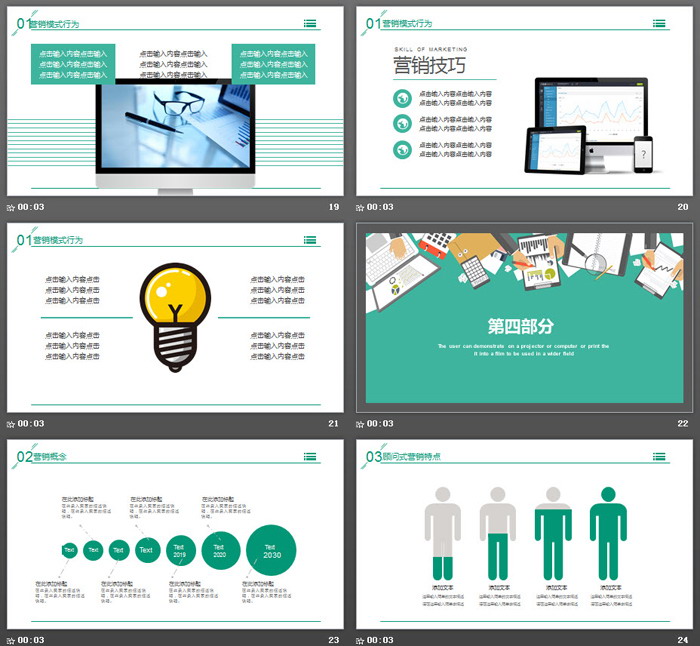 01 营销模式行为
点击输入内容点击输入 点击输入内容点击输入 点击输入内容点击输入
点击输入内容点击输入 点击输入内容点击输入 点击输入内容点击输入
点击输入内容点击输入 点击输入内容点击输入 点击输入内容点击输入
00:03 19
01 营销模式行为
SKILL OF MARKETING
营销技巧
点击输入内容点击输入内容
点击输入内容点击输入内容
点击输入内容点击输入内容
点击输入内容点击输入内容
点击输入内容点击输入内容
点击输入内容点击输入内容
?
00:03 20
01 营销模式行为
点击输入内容点击 点击输入内容点击
点击输入内容点击 点击输入内容点击
点击输入内容点击 点击输入内容点击
点击输入内容点击 点击输入内容点击
点击输入内容点击 点击输入内容点击
点击输入内容点击 点击输入内容点击
00:03 21
第四部分
The user can demonstrate on a projector or computer or print the
it into a film to be used in a wider field
00:03 22
02 营销概念
在此添加标题 在此添加标题 在此添加标题
Text Text Text Text Text 2019 Text 2020 Text 2030
在此添加标题 在此添加标题 在此添加标题 在此添加标题
00:03 23
03 顾问式营销特点
添加文本 添加文本 添加文本 添加文本
00:03 24